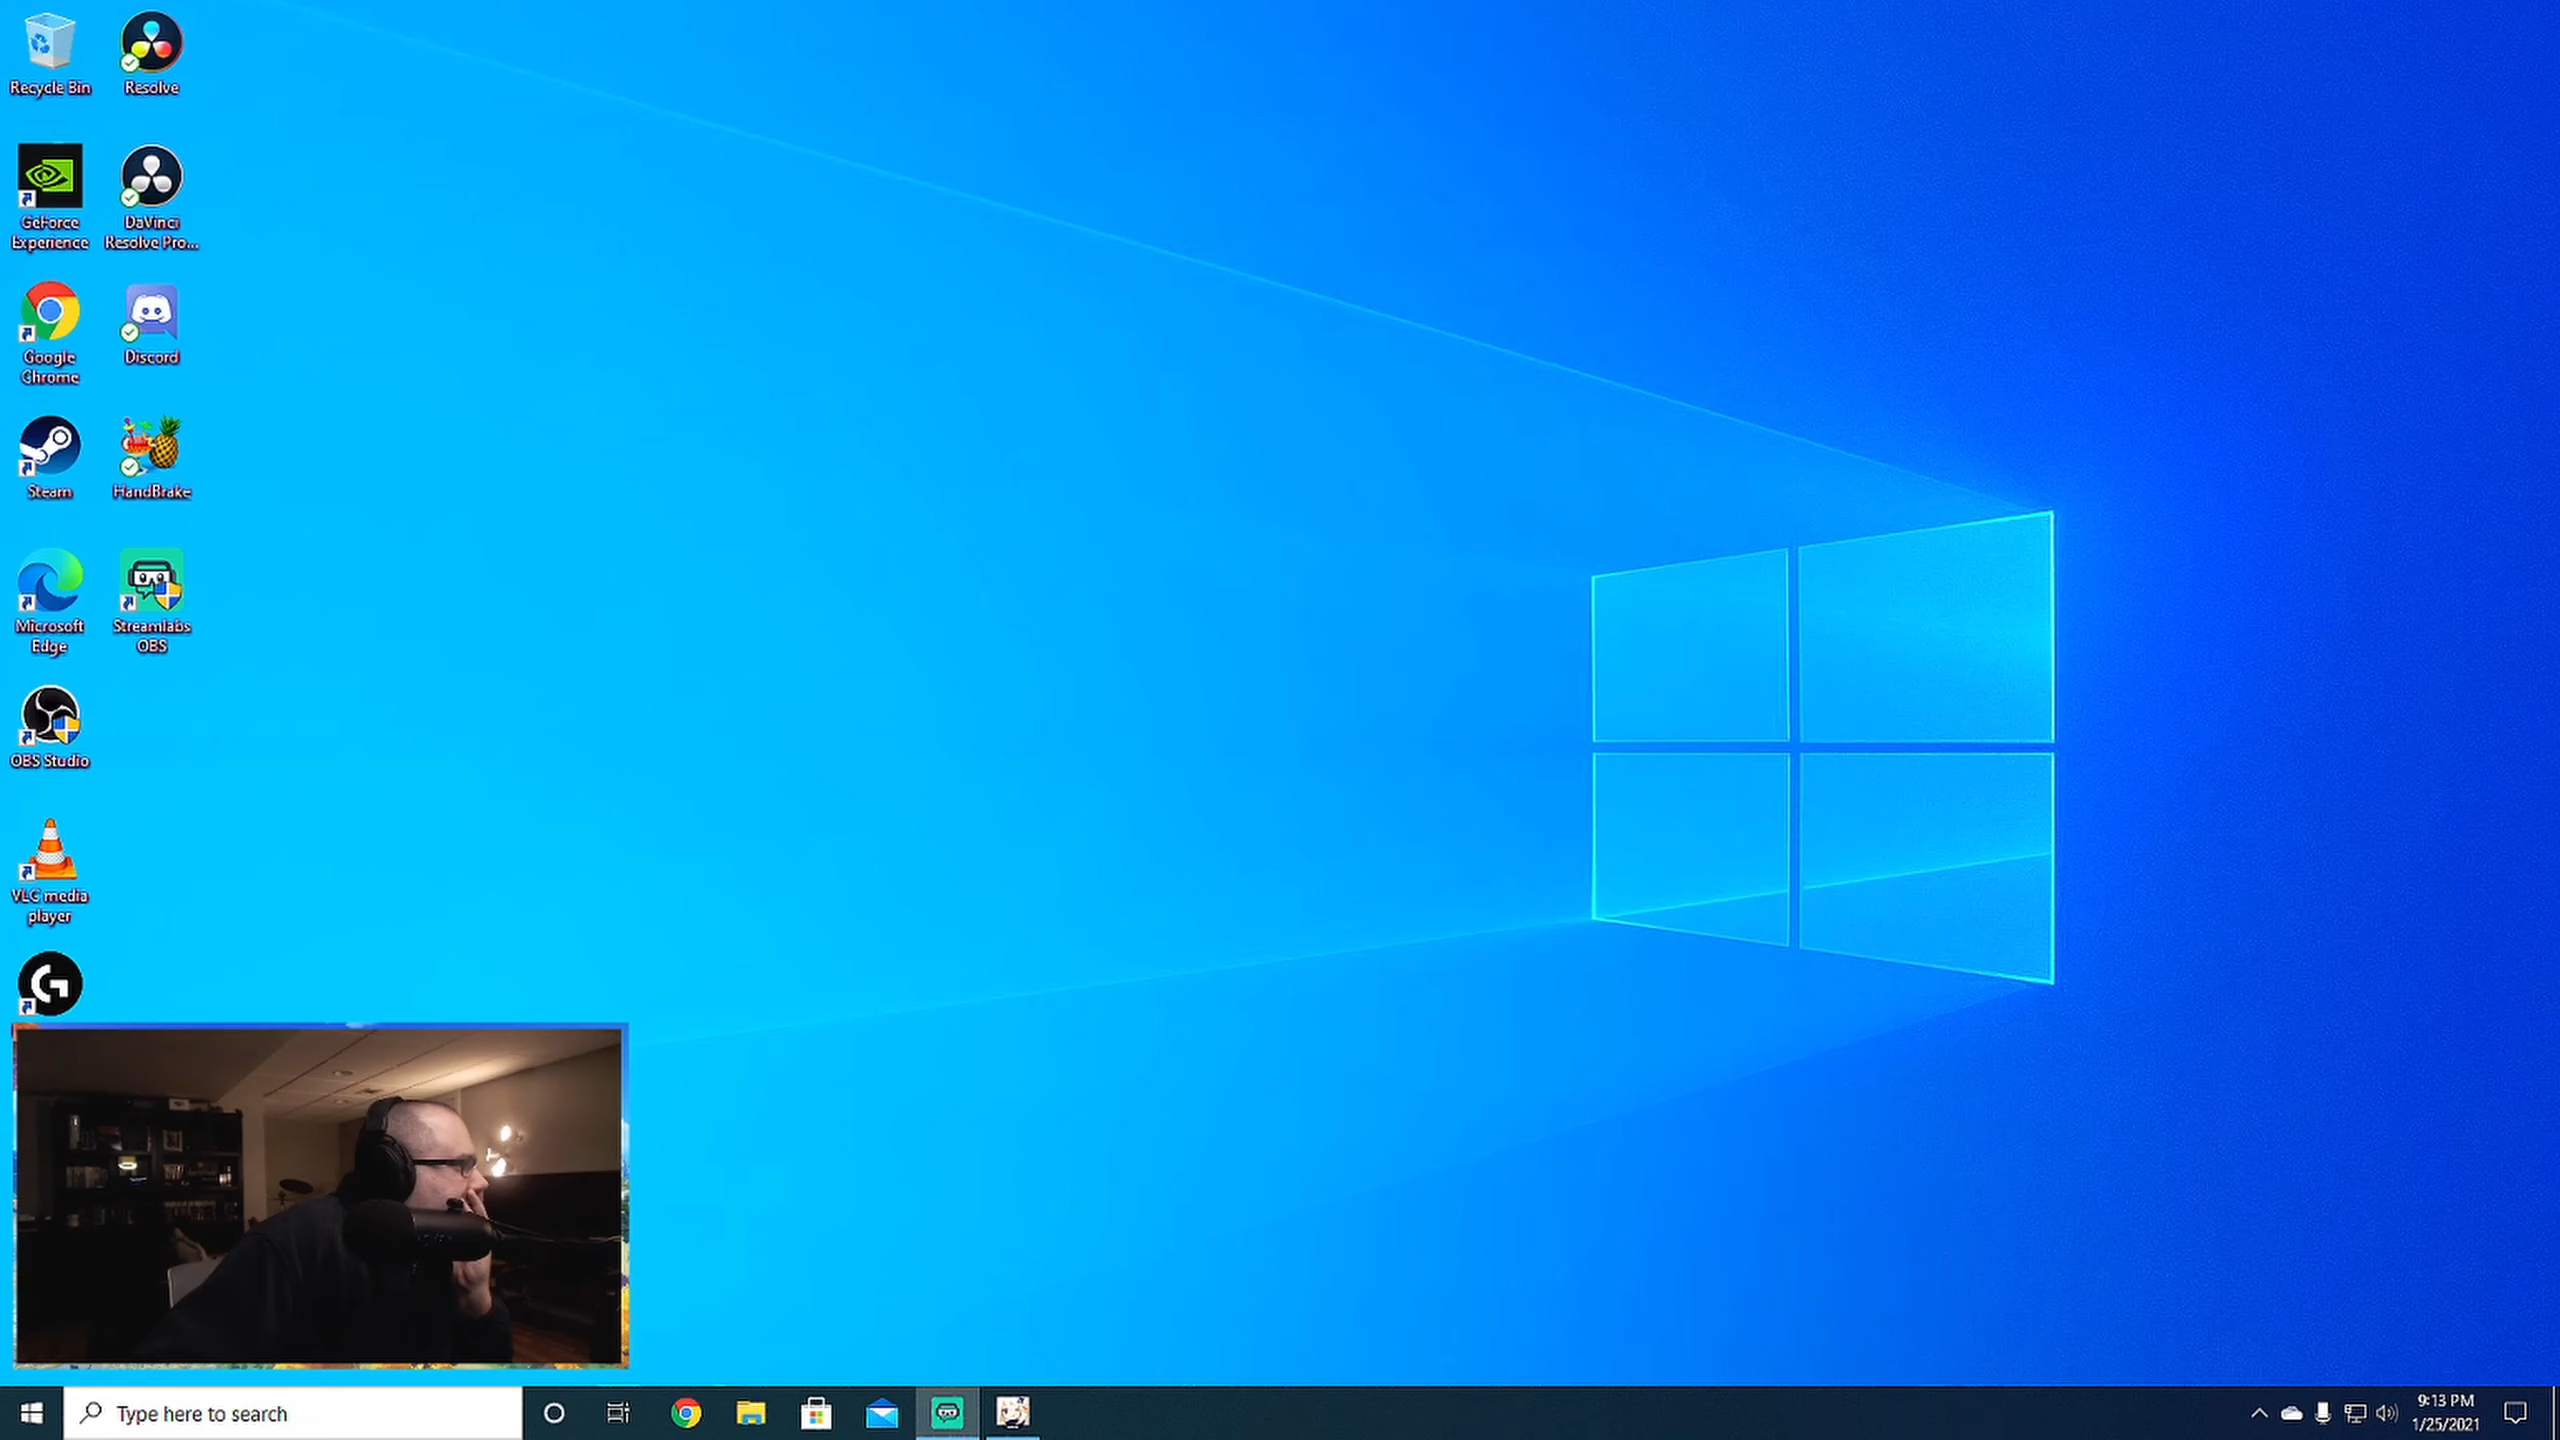 Recycle Bin
Resolve
GeForce
Experience
DaVinci
Resolve Pro...
Google
Chrome
Discord
Steam
HandBrake
Microsoft
Edge
Streamlabs
OBS
OBS Studio
VLC media
player
Type here to search
9:13 PM
1/25/2021